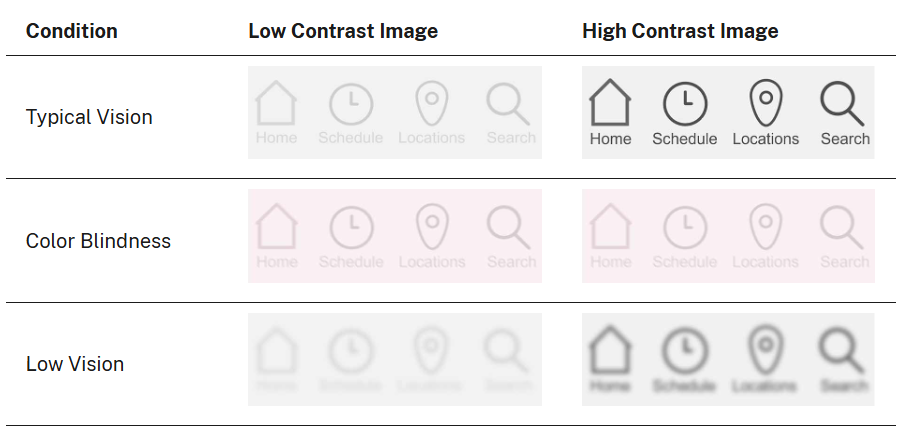 Condition Low Contrast Image High Contrast Image
Typical Vision
Home Schedule Locations Search
Home Schedule Locations Search
Color Blindness
Home Schedule Locations Search
Home Schedule Locations Search
Low Vision
Home Schedule Locations Search
Home Schedule Locations Search